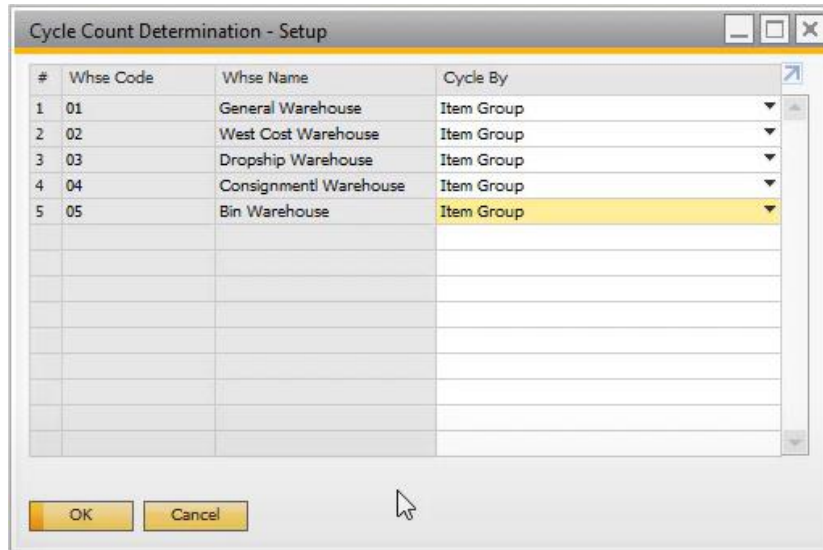 Cycle Count Determination - Setup
# Whse Code Whse Name Cycle By
1 01 General Warehouse Item Group
2 02 West Cost Warehouse Item Group
3 03 Dropship Warehouse Item Group
4 04 Consignmentl Warehouse Item Group
5 05 Bin Warehouse Item Group
OK Cancel